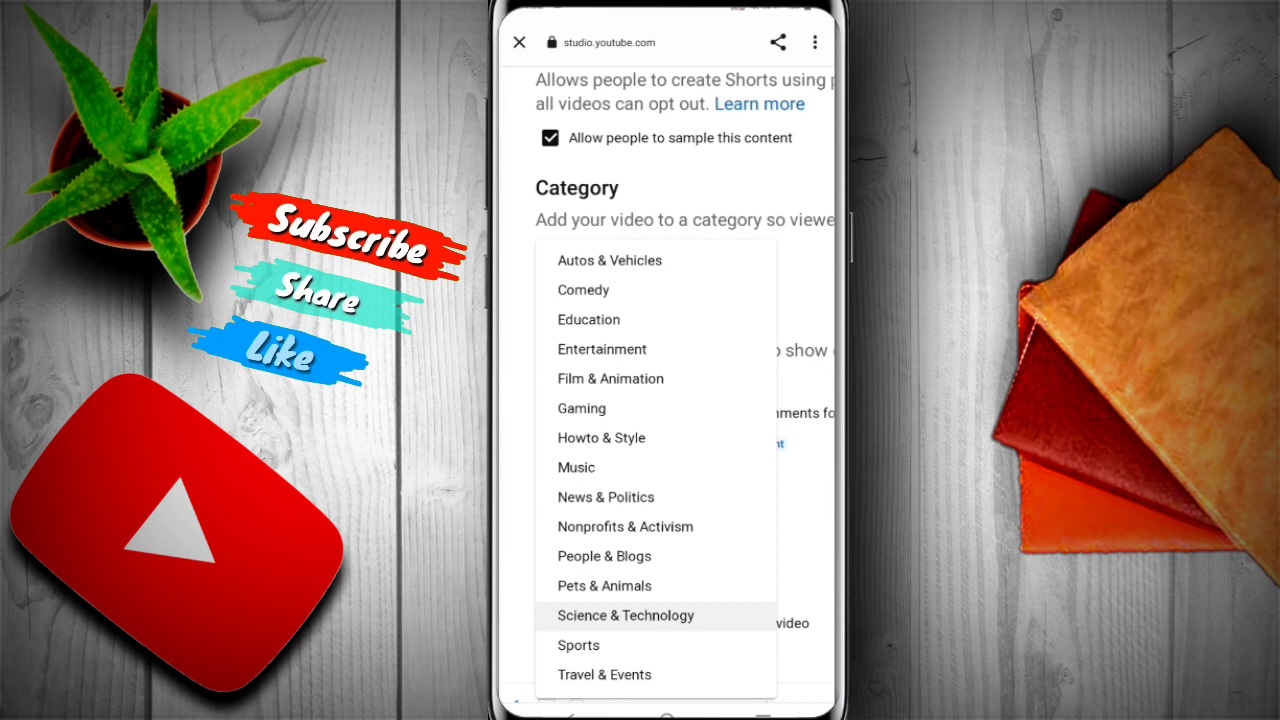 studio.youtube.com
Allows people to create Shorts using
all videos can opt out. Learn more
Allow people to sample this content
Category
Add your video to a category so viewe
Autos & Vehicles
Comedy
Education
Entertainment
Film & Animation
Gaming
Howto & Style
Music
News & Politics
Nonprofits & Activism
People & Blogs
Pets & Animals
Science & Technology
Sports
Travel & Events
show
video
Subscribe
Share
Like